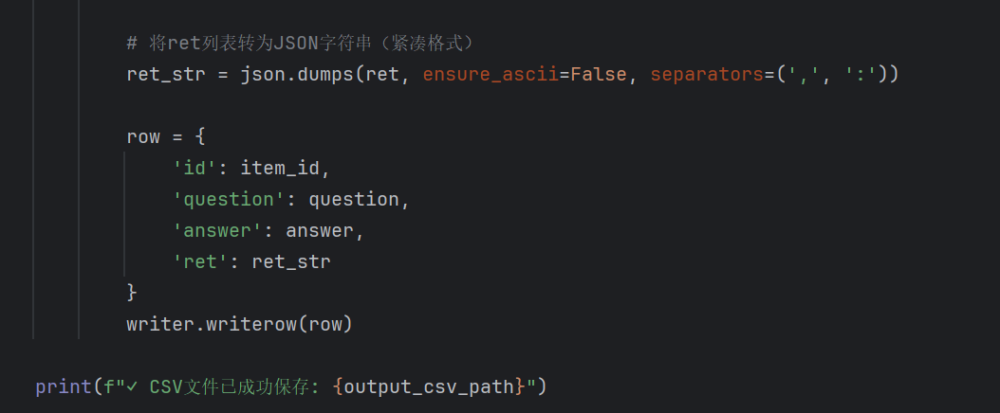 # 将ret列表转为JSON字符串（紧凑格式）
ret_str = json.dumps(ret, ensure_ascii=False, separators=(',', ':'))
row = {
'id': item_id,
'question': question,
'answer': answer,
'ret': ret_str
}
writer.writerow(row)
print(f"✓ CSV文件已成功保存: {output_csv_path}")